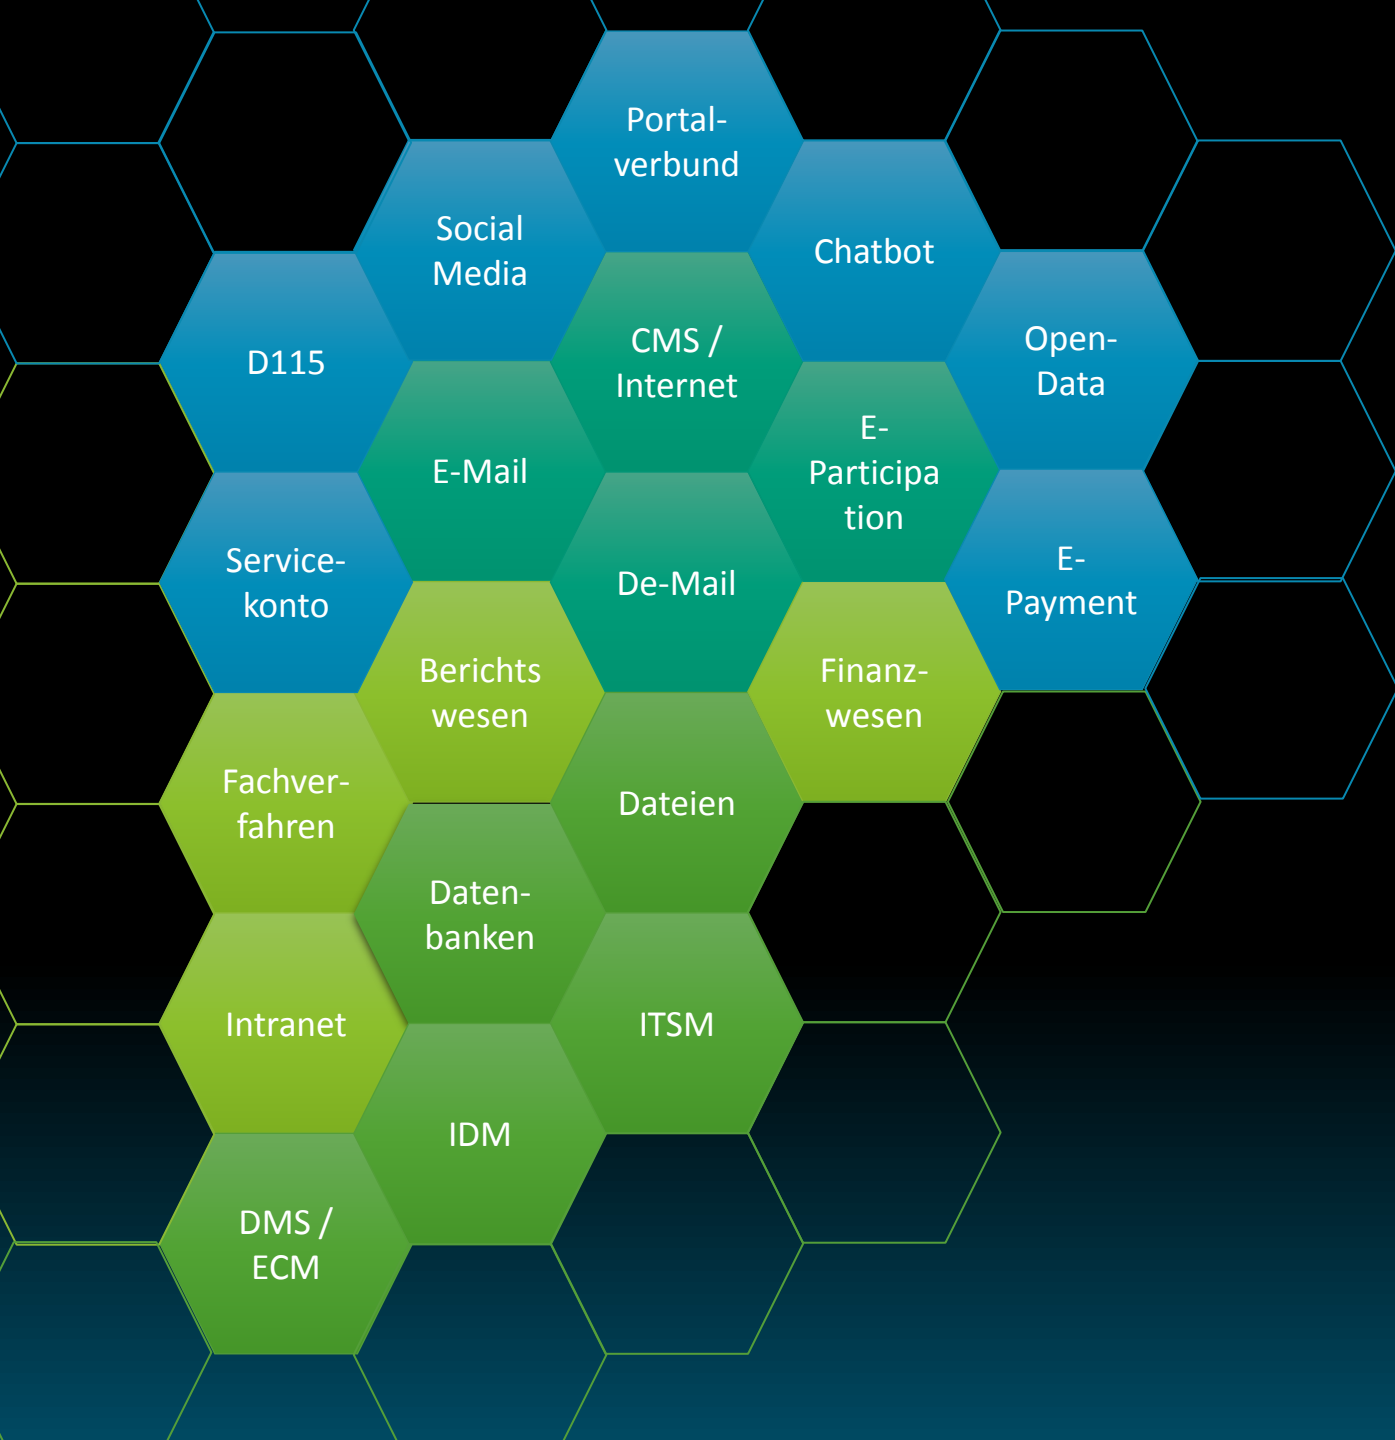 Portal-
verbund
Social
Media
Chatbot
D115
CMS /
Internet
Open-
Data
E-Mail
E-
Participa
tion
Service-
konto
De-Mail
E-
Payment
Berichts
wesen
Finanz-
wesen
Fachver-
fahren
Dateien
Daten-
banken
Intranet
ITSM
IDM
DMS /
ECM